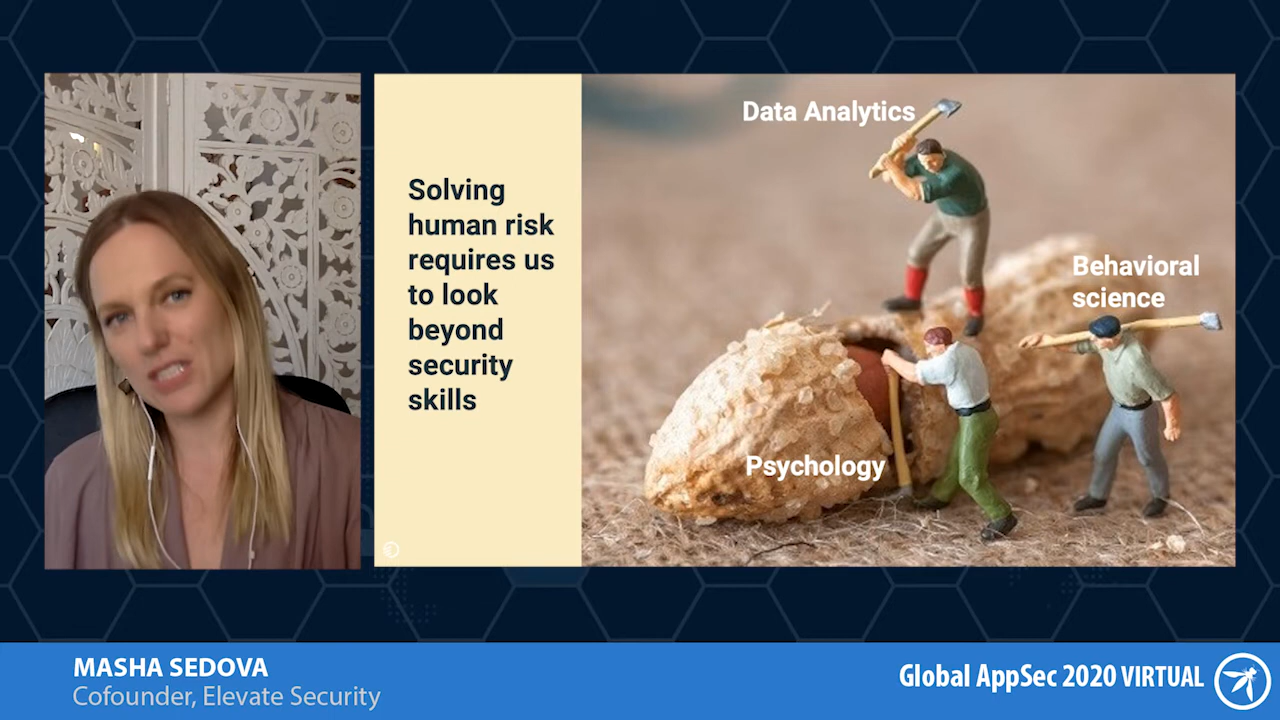 Solving
human risk
requires us
to look
beyond
security
skills
Data Analytics
Behavioral
science
Psychology
MASHA SEDOVA
Cofounder, Elevate Security
Global AppSec 2020 VIRTUAL